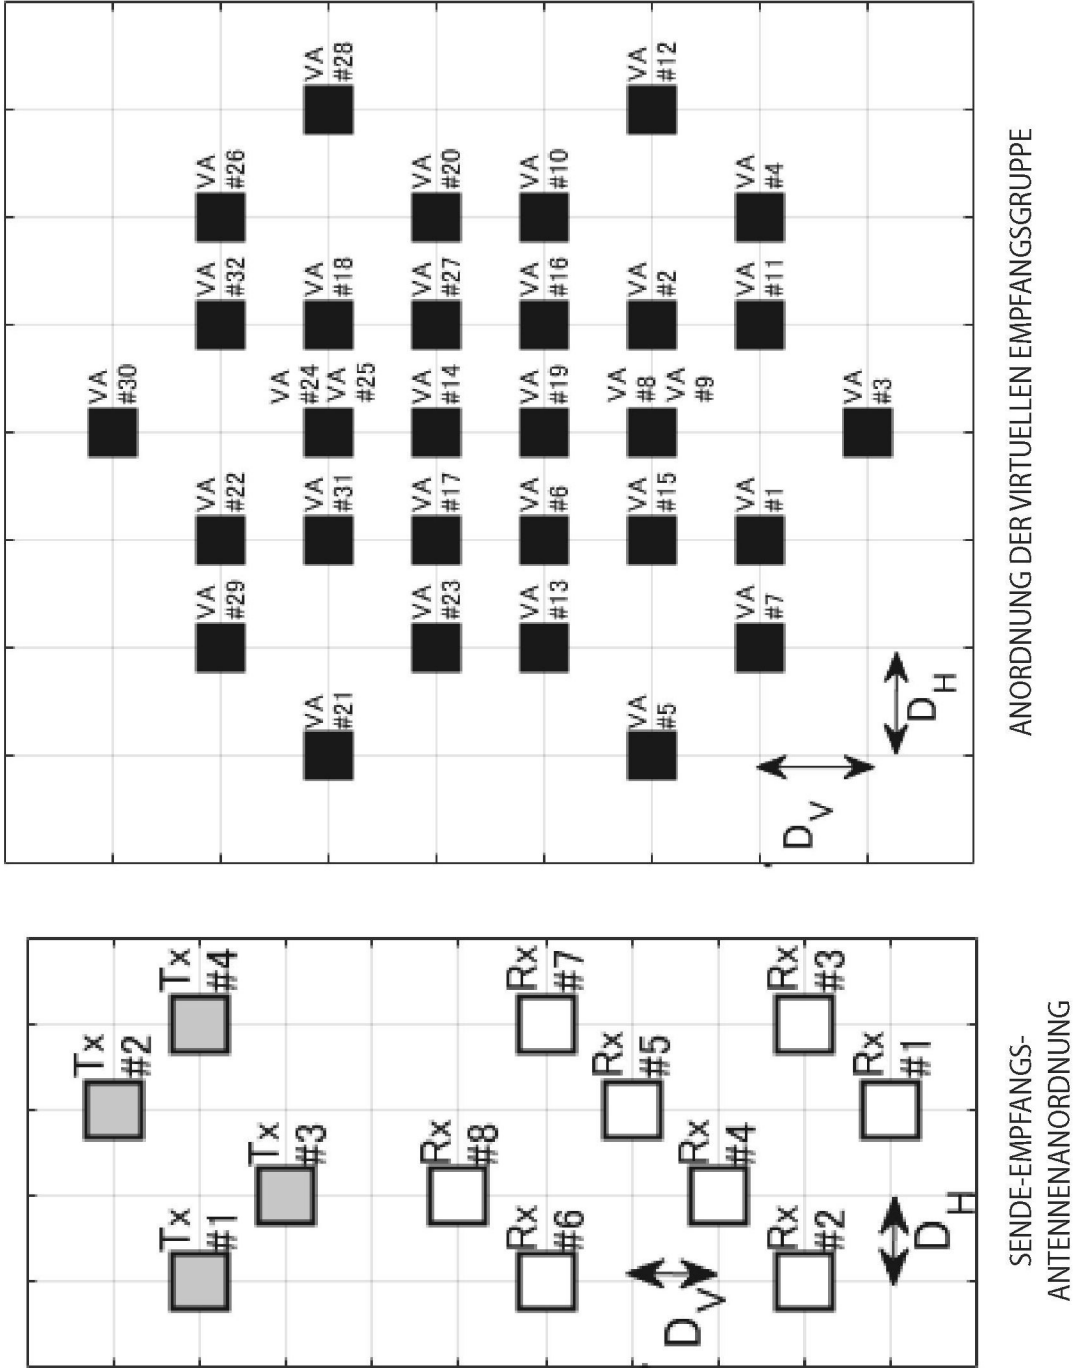 Tx
#2
Tx
#1
Tx
#4
Tx
#3
Rx
#8
Rx
#6
Rx
#7
Rx
#5
Rx
#4
Rx
#2
Rx
#3
Rx
#1
DV
DH
SENDE-EMPFANGS-
ANTENNENANORDNUNG
VA
#30
VA
#29
VA
#22
VA
#32
VA
#26
VA
#21
VA
#31
VA
#24
VA
#25
VA
#18
VA
#28
VA
#23
VA
#17
VA
#14
VA
#27
VA
#20
VA
#13
VA
#6
VA
#19
VA
#16
VA
#10
VA
#5
VA
#15
VA
#8
VA
#9
VA
#2
VA
#12
VA
#7
VA
#1
VA
#11
VA
#4
VA
#3
DV
DH
ANORDNUNG DER VIRTUELLEN EMPFANGSGRUPPE